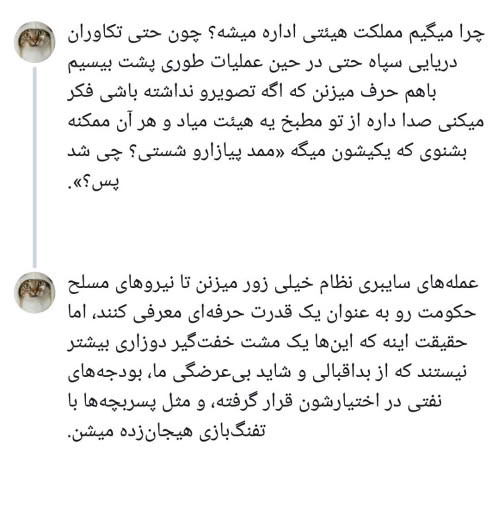 چرا میگیم مملکت هیئتی اداره میشه؟ چون حتی تکاوران
دریایی سپاه حتی در حین عملیات طوری پشت بیسیم
باهم حرف میزنن که اگه تصویرو نداشته باشی فکر
میکنی صدا داره از تو مطبخ یه هیئت میاد و هر آن ممکنه
بشنوی که یکیشون میگه «ممد پیازارو شستی؟ چی شد
پس؟».
عمله‌های سایبری نظام خیلی زور میزنن تا نیروهای مسلح
حکومت رو به عنوان یک قدرت حرفه‌ای معرفی کنند، اما
حقیقت اینه که این‌ها یک مشت خفت‌گیر دوزاری بیشتر
نیستند که از بداقبالی و شاید بی‌عرضگی ما، بودجه‌های
نفتی در اختیارشون قرار گرفته، و مثل پسربچه‌ها با
تفنگ‌بازی هیجان‌زده میشن.